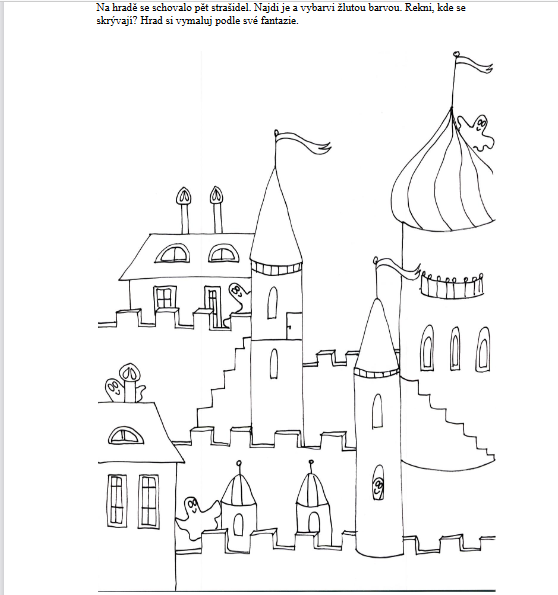 Na hradě se schovalo pět strašidel. Najdi je a vybarvi žlutou barvou. Rekni, kde se
skrývají? Hrad si vymaluj podle své fantazie.